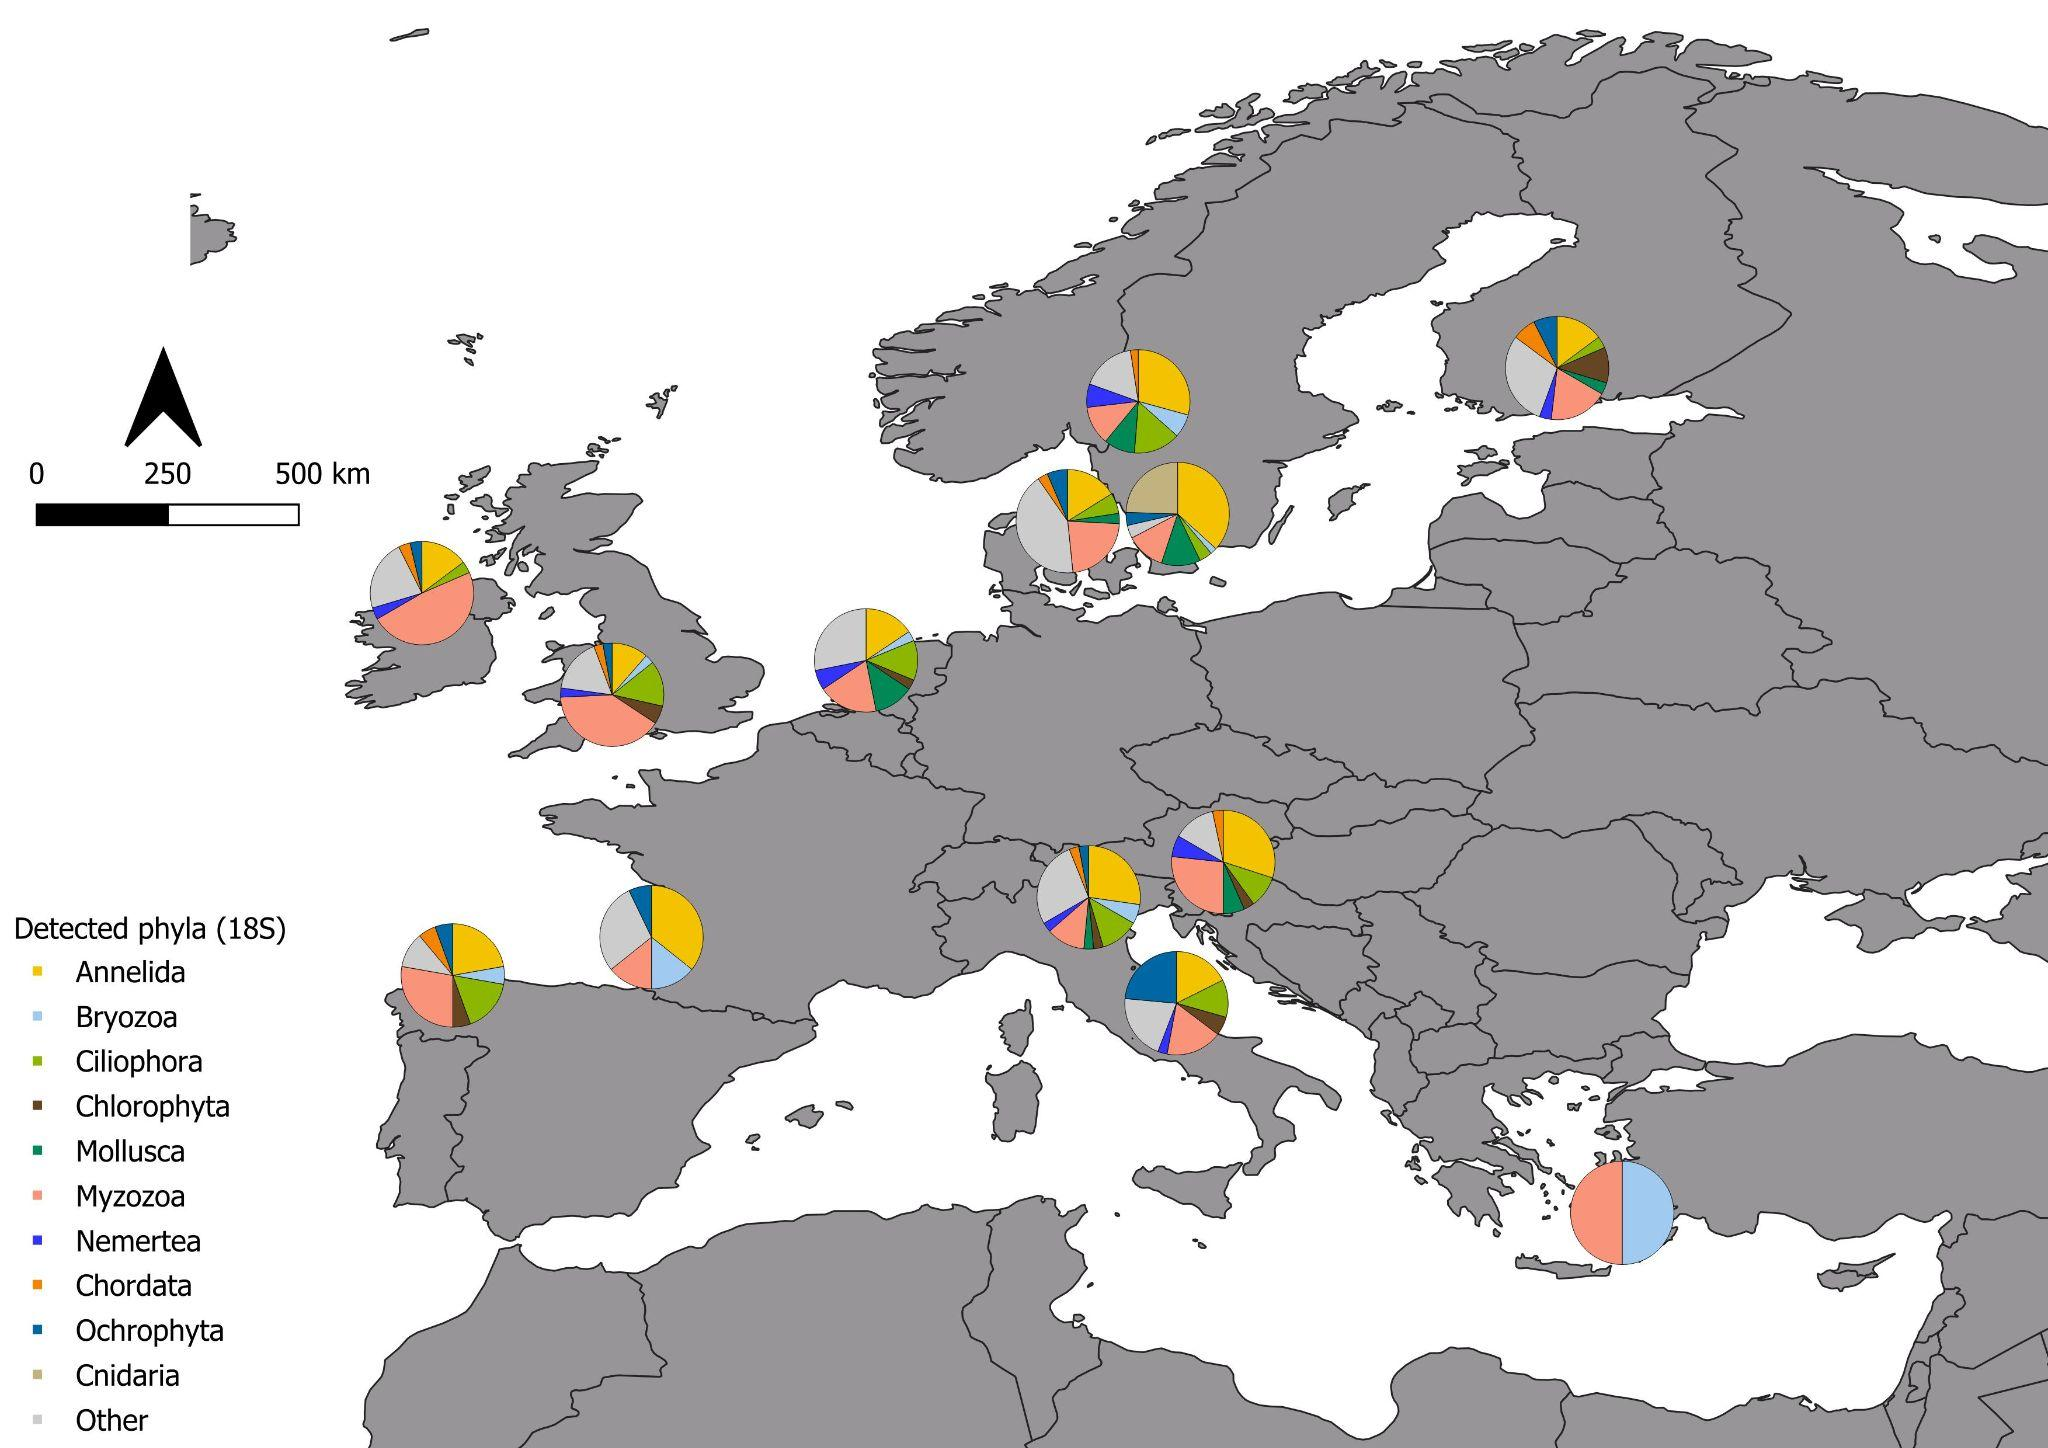 0 250 500 km
Detected phyla (18S)
Annelida
Bryozoa
Ciliophora
Chlorophyta
Mollusca
Myzozoa
Nemertea
Chordata
Ochrophyta
Cnidaria
Other